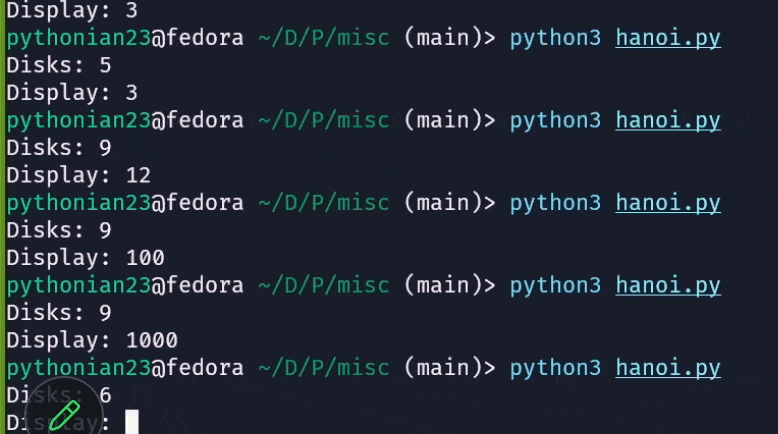 Display: 3
pythonian23@fedora ~/D/P/misc (main)> python3 hanoi.py
Disks: 5
Display: 3
pythonian23@fedora ~/D/P/misc (main)> python3 hanoi.py
Disks: 9
Display: 12
pythonian23@fedora ~/D/P/misc (main)> python3 hanoi.py
Disks: 9
Display: 100
pythonian23@fedora ~/D/P/misc (main)> python3 hanoi.py
Disks: 9
Display: 1000
pythonian23@fedora ~/D/P/misc (main)> python3 hanoi.py
Disks: 6
Display: